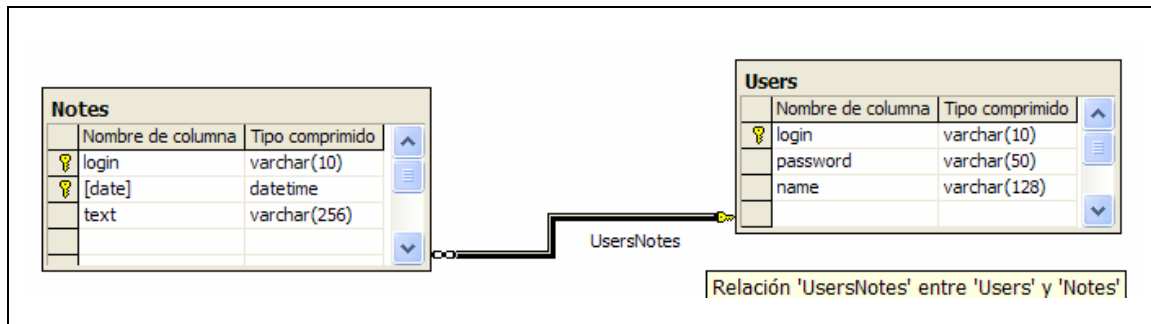 Notes
Nombre de columna Tipo comprimido
login varchar(10)
[date] datetime
text varchar(256)
Users
Nombre de columna Tipo comprimido
login varchar(10)
password varchar(50)
name varchar(128)
UsersNotes
Relación 'UsersNotes' entre 'Users' y 'Notes'